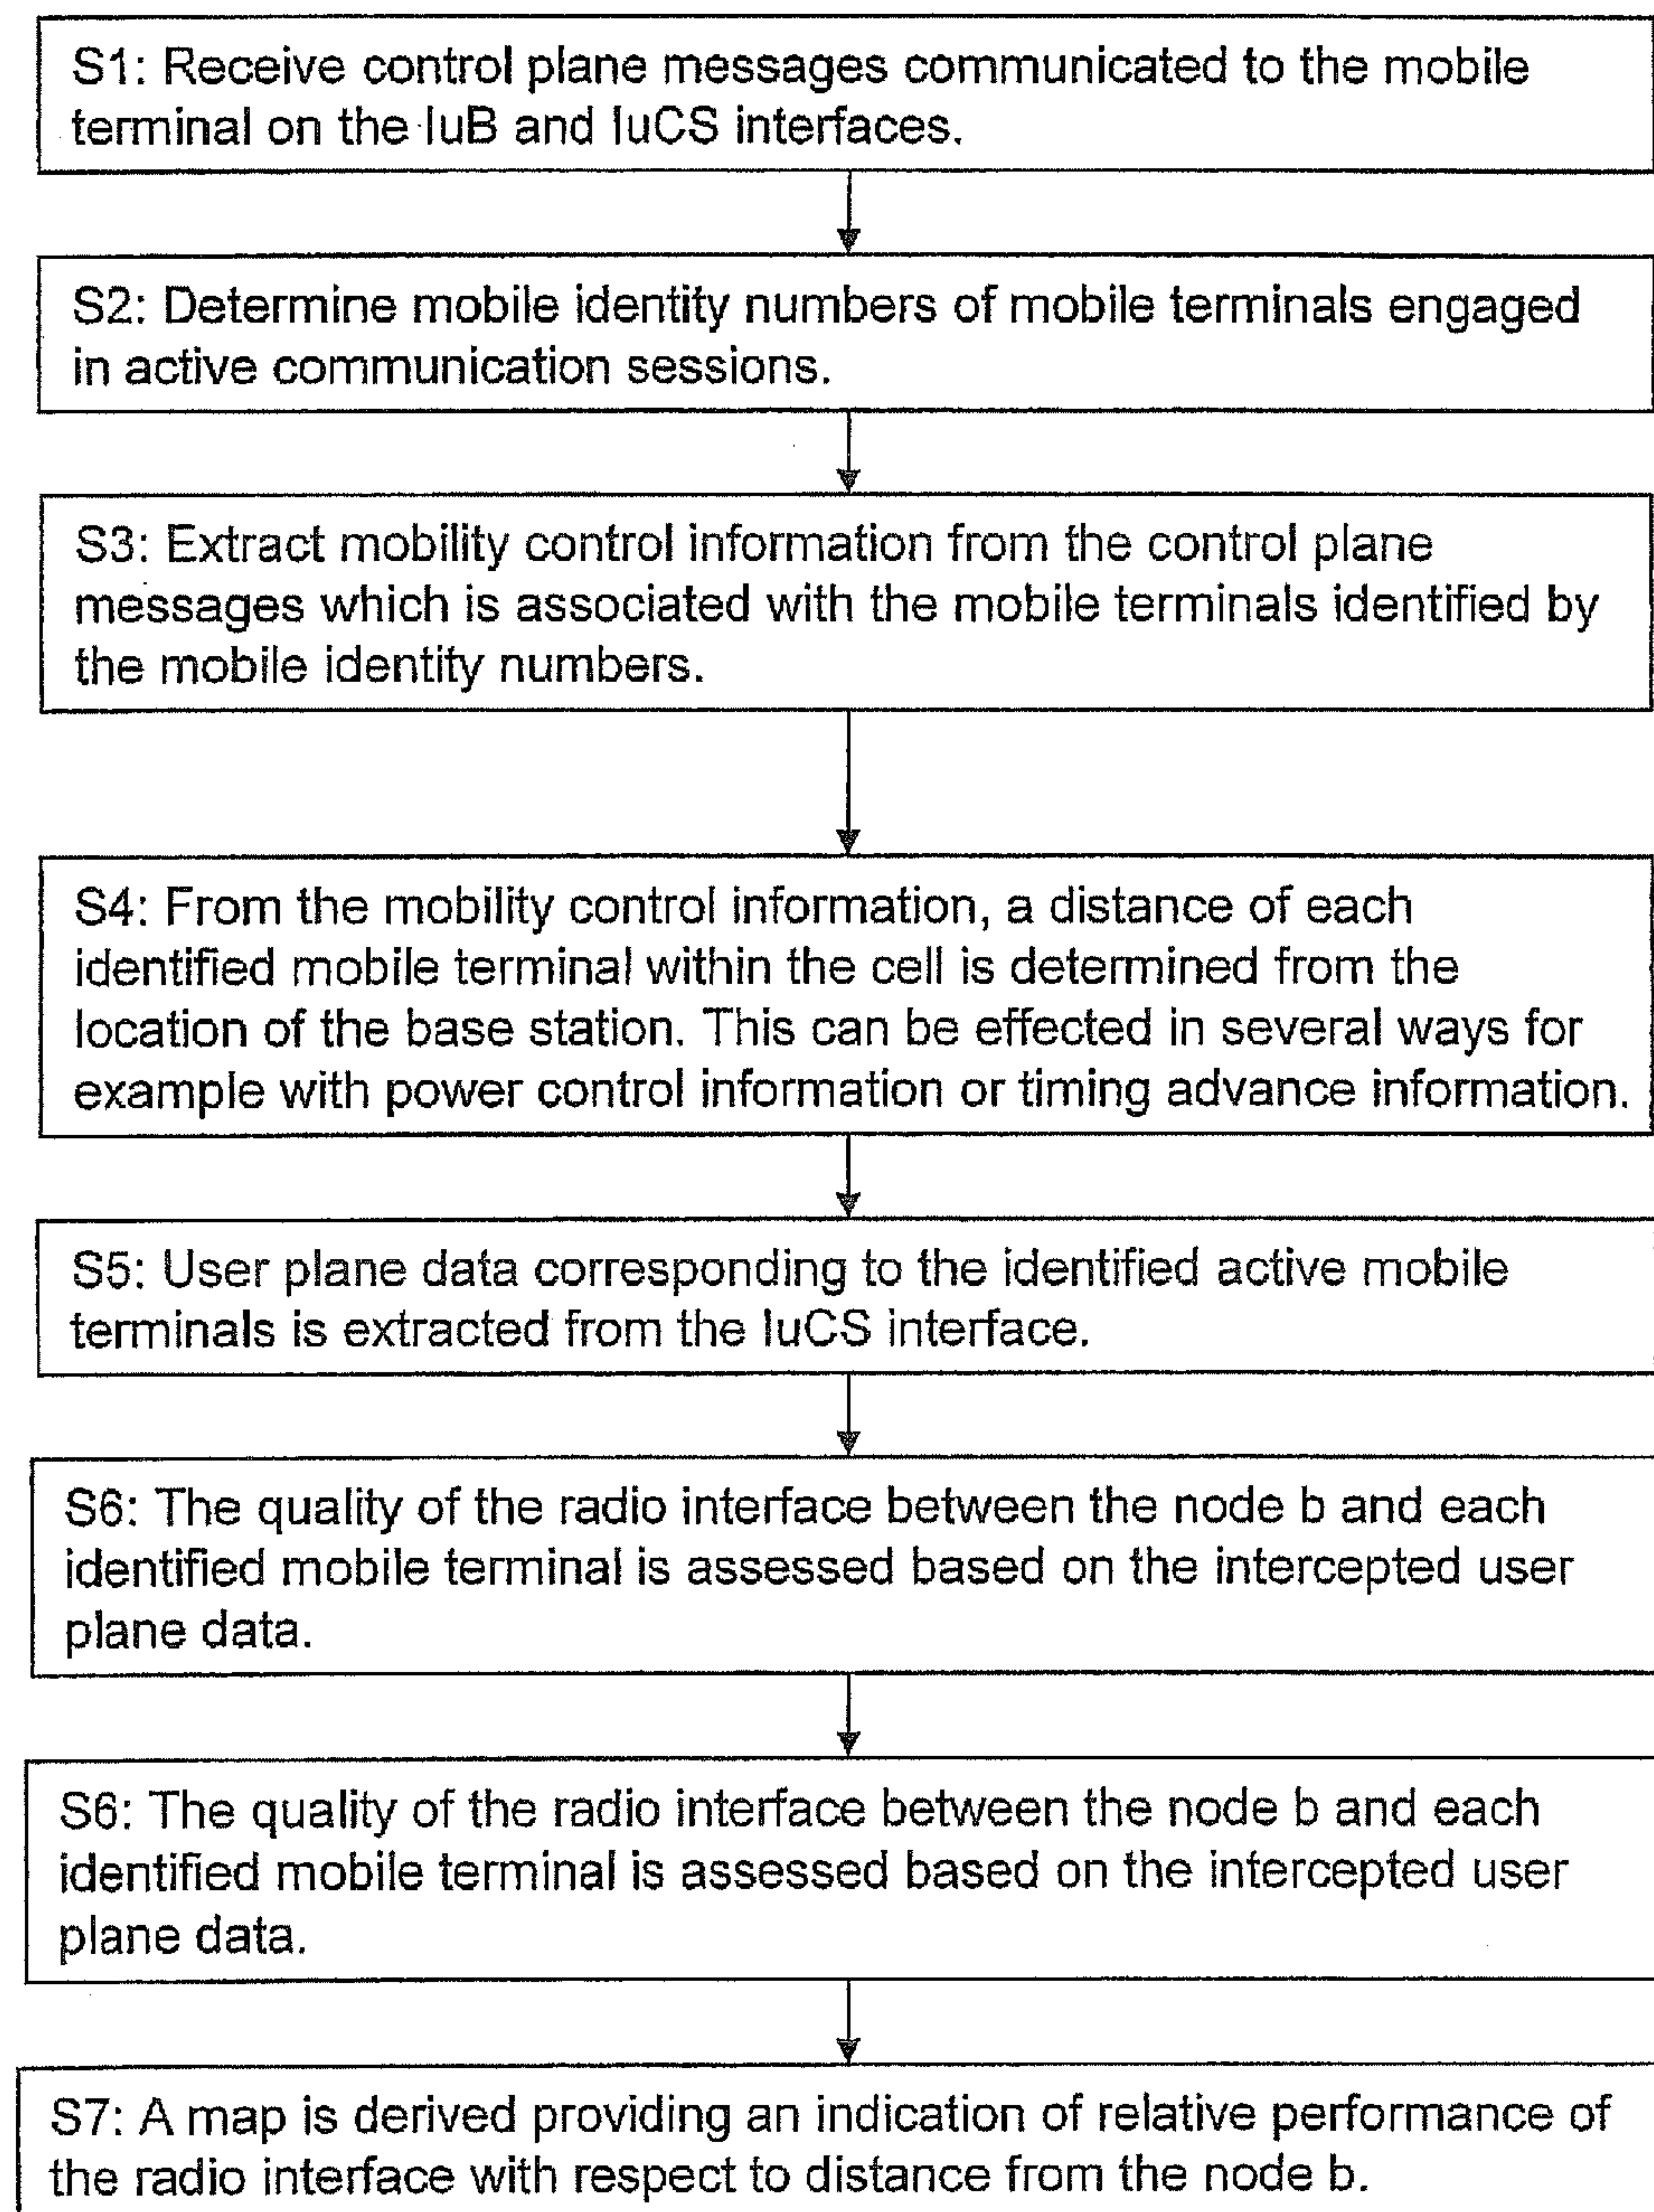 S1: Receive control plane messages communicated to the mobile
terminal on the IuB and IuCS interfaces.
S2: Determine mobile identity numbers of mobile terminals engaged
in active communication sessions.
S3: Extract mobility control information from the control plane
messages which is associated with the mobile terminals identified by
the mobile identity numbers.
S4: From the mobility control information, a distance of each
identified mobile terminal within the cell is determined from the
location of the base station. This can be effected in several ways for
example with power control information or timing advance information.
S5: User plane data corresponding to the identified active mobile
terminals is extracted from the IuCS interface.
S6: The quality of the radio interface between the node b and each
identified mobile terminal is assessed based on the intercepted user
plane data.
S6: The quality of the radio interface between the node b and each
identified mobile terminal is assessed based on the intercepted user
plane data.
S7: A map is derived providing an indication of relative performance of
the radio interface with respect to distance from the node b.